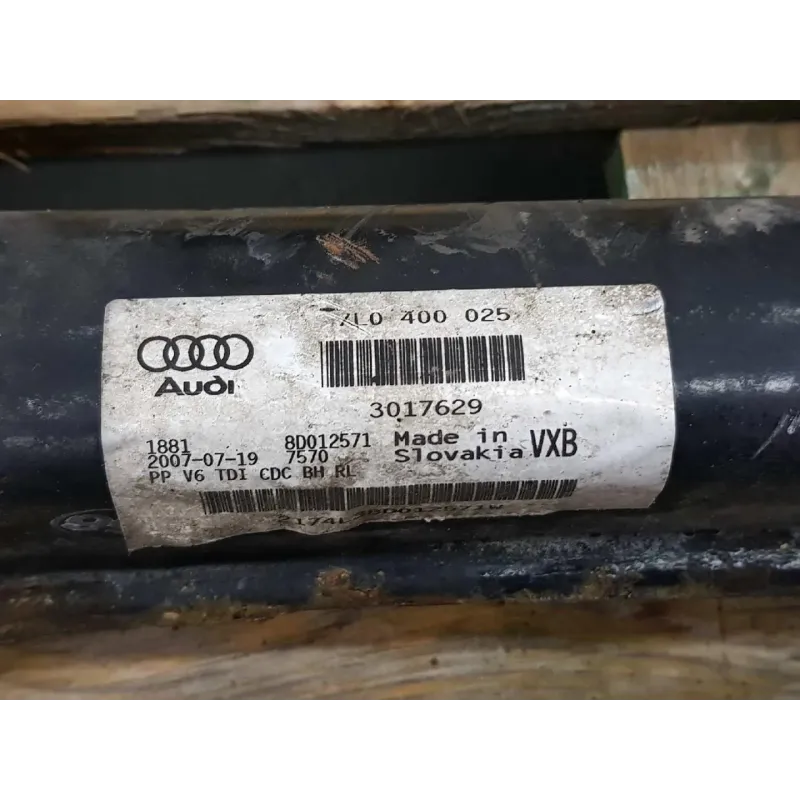 7L0 400 025
Audi
3017629
1881 8D012571 Made in VXB
2007-07-19 7570 Slovakia
PP V6 TDI CDC BH RL